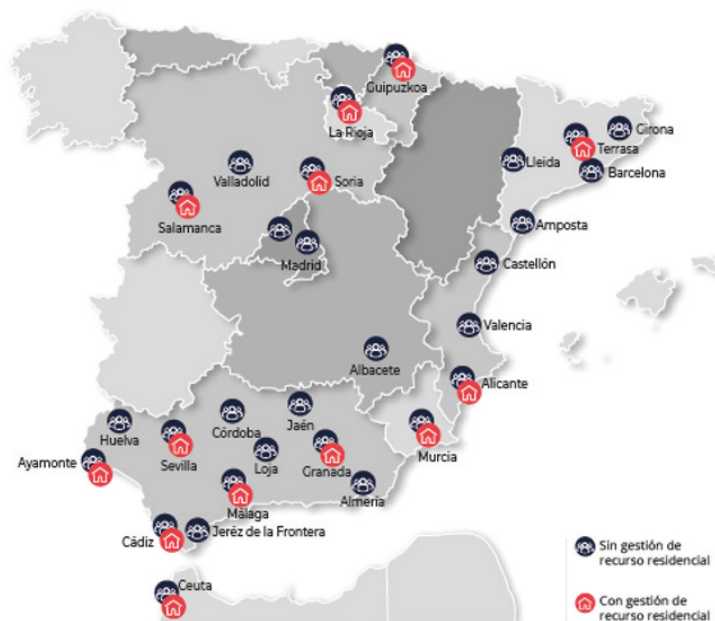 Guipuzkoa
La Rioja
Girona
Terrasa
Lleida
Barcelona
Valladolid
Soria
Salamanca
Amposta
Madrid
Castellón
Valencia
Albacete
Alicante
Huelva
Córdoba
Jaén
Sevilla
Loja
Granada
Murcia
Ayamonte
Málaga
Almería
Cádiz
Jeréz de la Frontera
Ceuta
Sin gestión de
recurso residencial
Con gestión de
recurso residencial